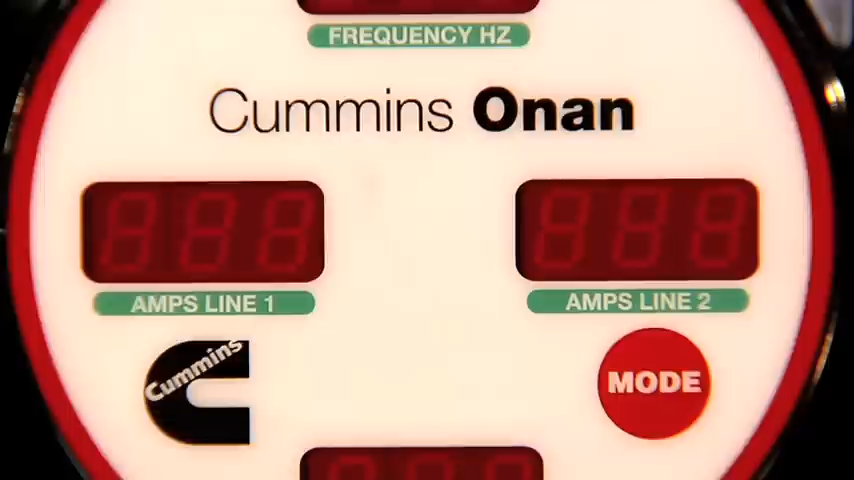 FREQUENCY HZ
Cummins Onan
AMPS LINE 1
AMPS LINE 2
Cummins
MODE